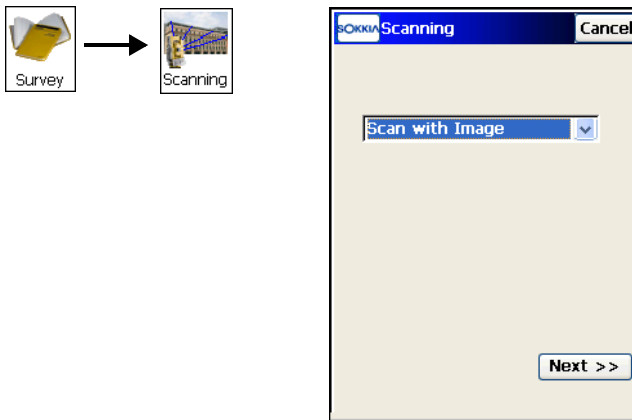 Survey
Scanning
SOKKIA Scanning
Cancel
Scan with Image
Next >>